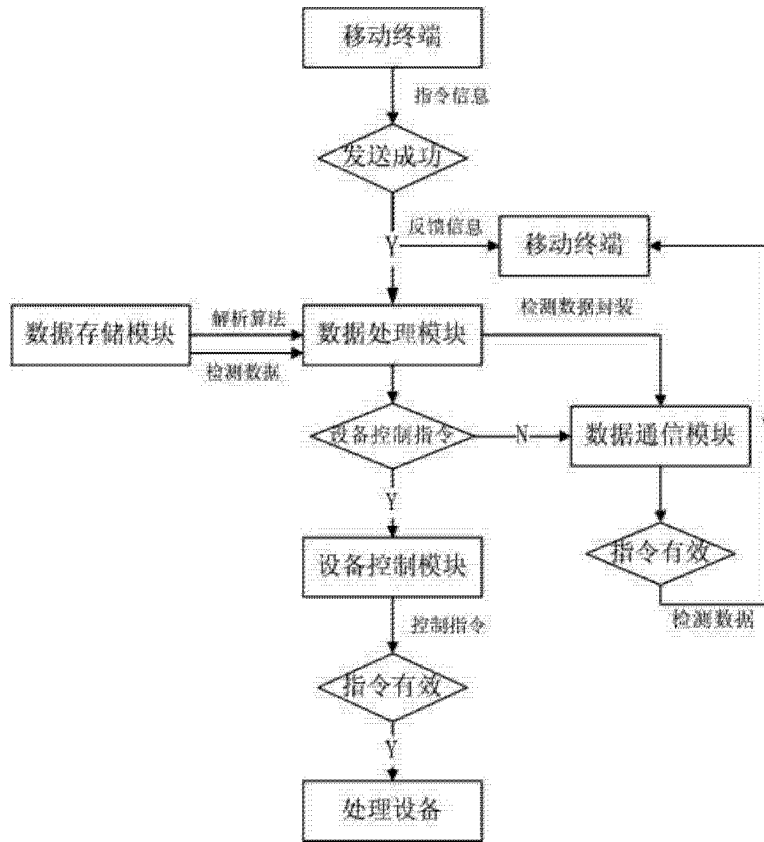 移动终端
指令信息
发送成功
Y
反馈信息
移动终端
数据存储模块
解析算法
检测数据
数据处理模块
检测数据封装
设备控制指令
N
数据通信模块
Y
设备控制模块
指令有效
检测数据
控制指令
指令有效
Y
处理设备